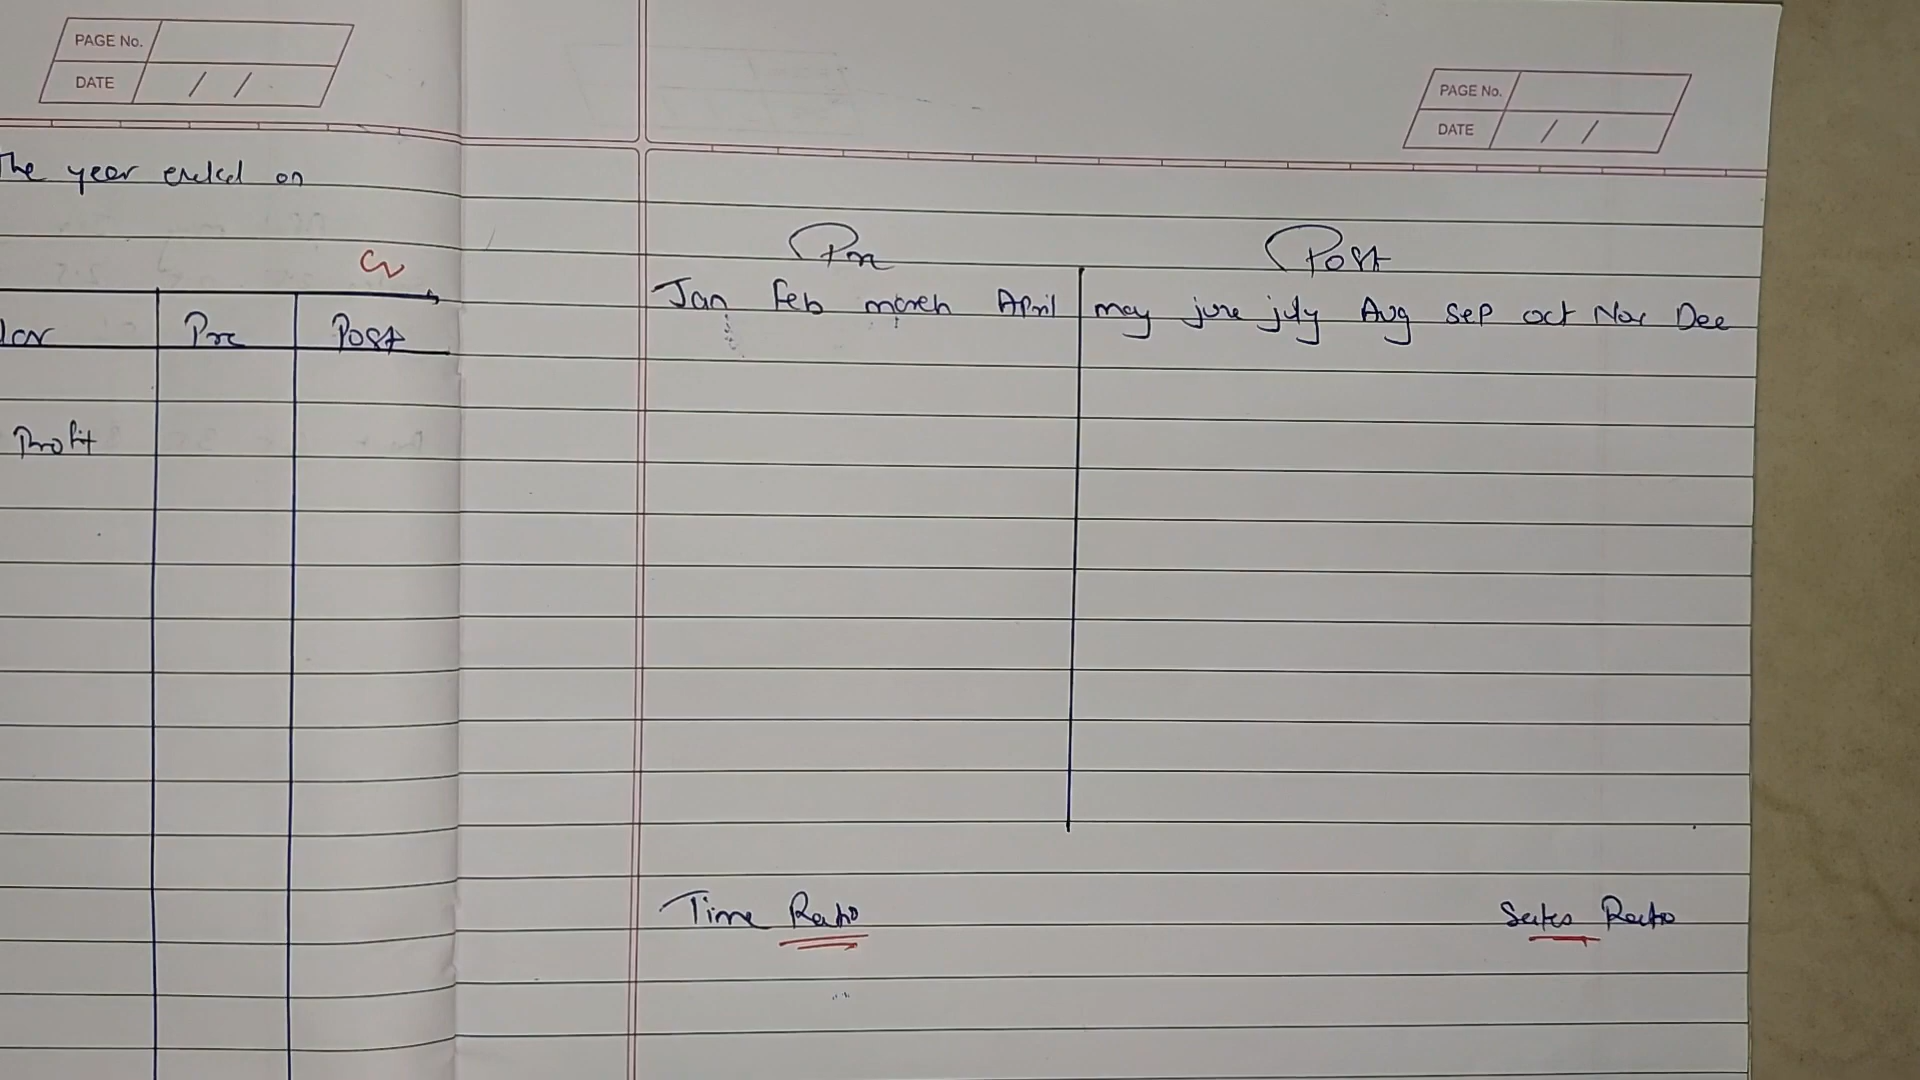 PAGE No.
DATE / /
PAGE No.
DATE / /
The year ended on
Cr
lar Pre Post
Profit
Pre Post
Jan Feb march April may june july Aug Sep oct Nov Dec
Time Ratio Sales Ratio